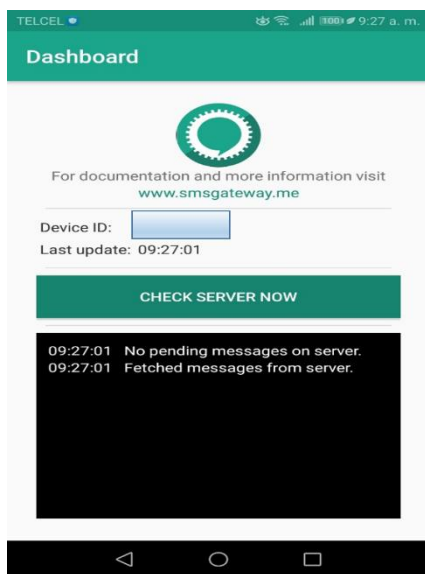 TELCEL 100 9:27 a. m.
Dashboard
For documentation and more information visit
www.smsgateway.me
Device ID:
Last update: 09:27:01
CHECK SERVER NOW
09:27:01 No pending messages on server.
09:27:01 Fetched messages from server.